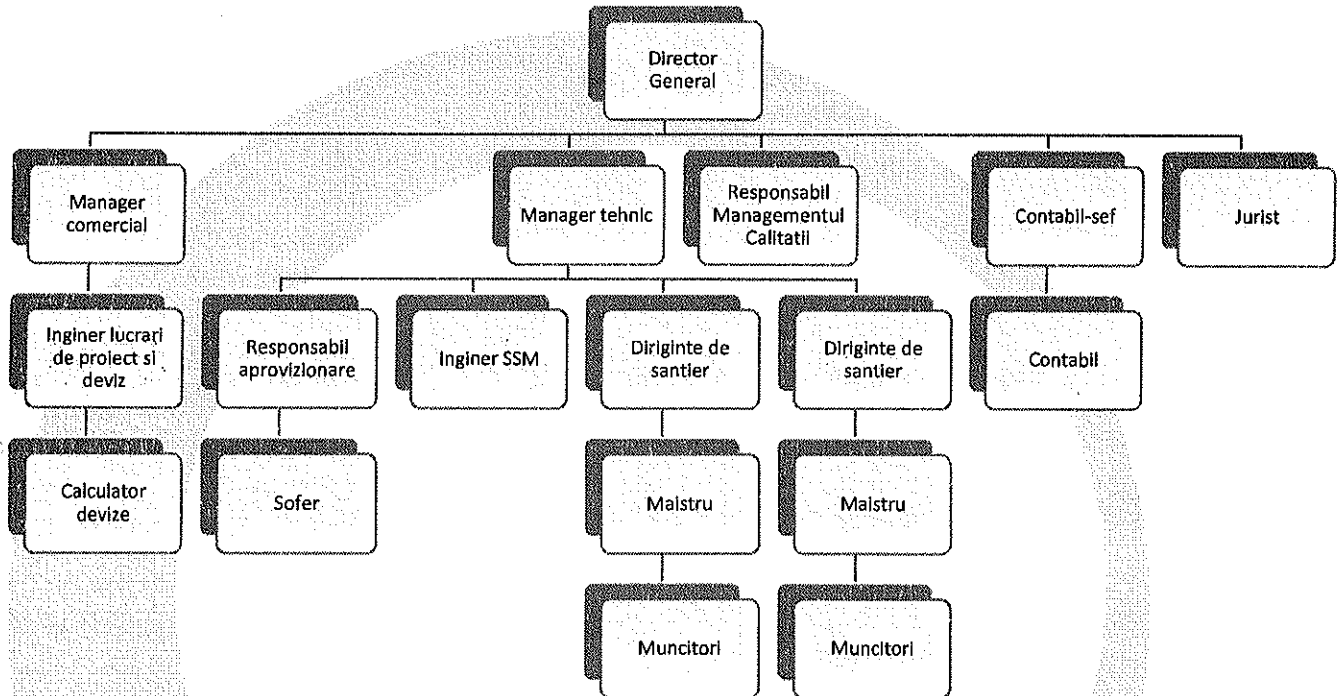 Director
General
Manager
comercial
Manager tehnic
Responsabil
Managementul
Calitatii
Contabil-sef
Jurist
Inginer lucrari
de proiect si
deviz
Responsabil
aprovizionare
Inginer SSM
Diriginte de
santier
Diriginte de
santier
Contabil
Calculator
devize
Sofer
Maistru
Maistru
Muncitori
Muncitori